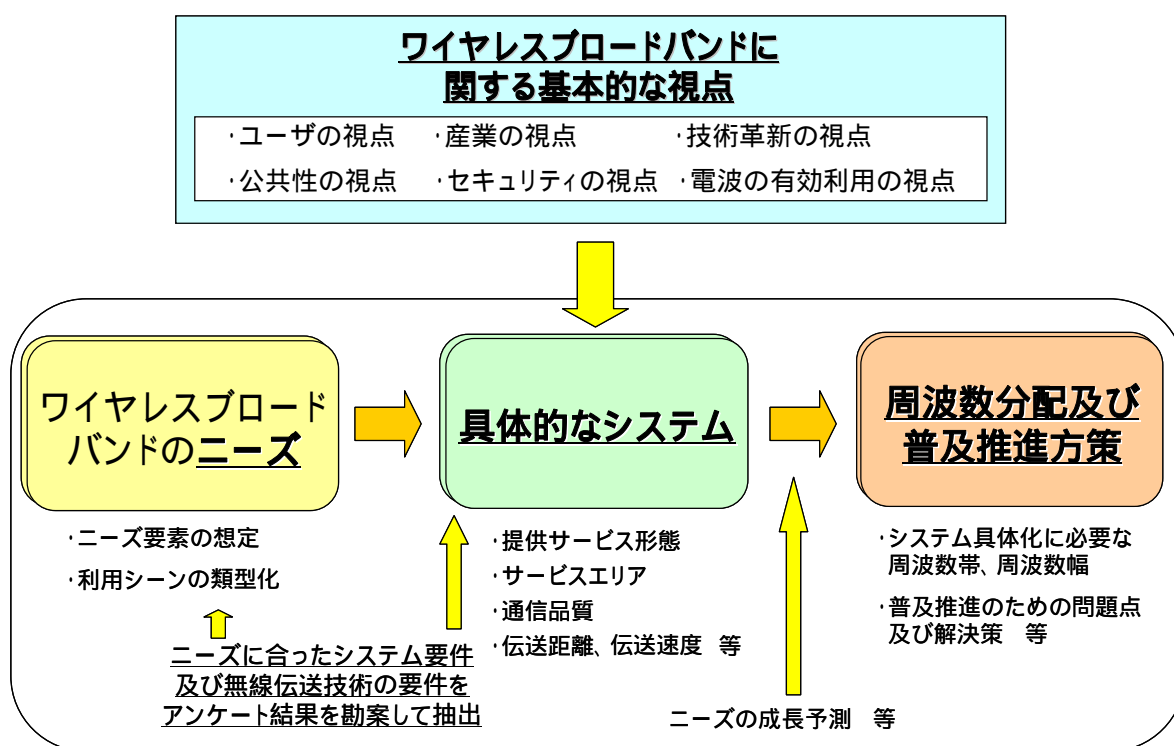 ワイヤレスブロードバンドに
関する基本的な視点
・ユーザの視点 ・産業の視点 ・技術革新の視点
・公共性の視点 ・セキュリティの視点 ・電波の有効利用の視点
ワイヤレスブロード
バンドのニーズ
具体的なシステム
周波数分配及び
普及推進方策
・ニーズ要素の想定
・利用シーンの類型化
・提供サービス形態
・サービスエリア
・通信品質
・伝送距離、伝送速度 等
・システム具体化に必要な
周波数帯、周波数幅
・普及推進のための問題点
及び解決策 等
ニーズに合ったシステム要件
及び無線伝送技術の要件を
アンケート結果を勘案して抽出
ニーズの成長予測 等